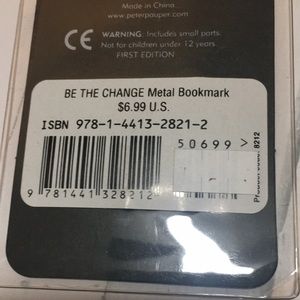 Made in China
www.peterpauper.com
CE WARNING: Includes small parts.
Not for children under 12 years.
FIRST EDITION
BE THE CHANGE Metal Bookmark
$6.99 U.S.
ISBN 978-1-4413-2821-2
50699 >
9 781441 328212
8212